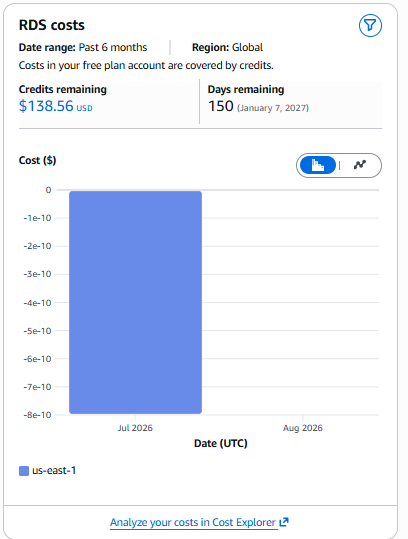 RDS costs
Date range: Past 6 months Region: Global
Costs in your free plan account are covered by credits.
Credits remaining
$138.56 USD
Days remaining
150 (January 7, 2027)
Cost ($)
0
-1e-10
-2e-10
-3e-10
-4e-10
-5e-10
-6e-10
-7e-10
-8e-10
Jul 2026 Aug 2026
Date (UTC)
us-east-1
Analyze your costs in Cost Explorer